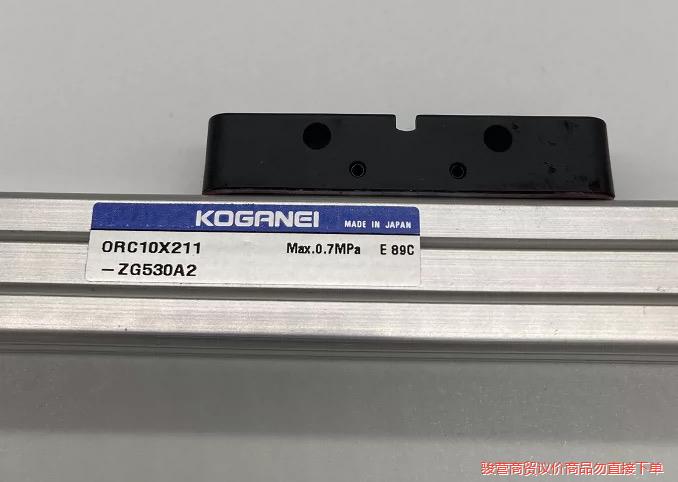 KOGANEI MADE IN JAPAN
ORC10X211 Max.0.7MPa E 89C
-ZG530A2
骏营商贸议价商品勿直接下单